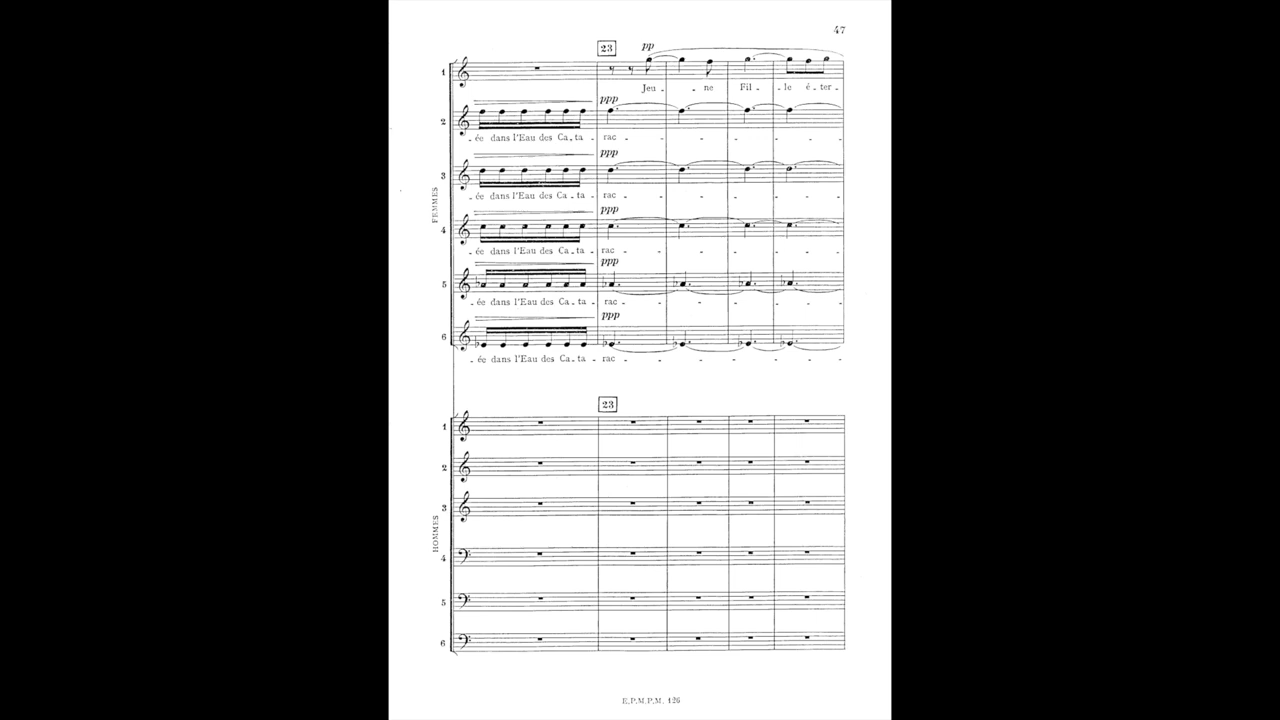 47
23
pp
1
Jeu - ne Fil - le é - ter -
ppp
2
- ée dans l'Eau des Ca - ta - rac - - - - - -
ppp
3
- ée dans l'Eau des Ca - ta - rac - - - - - -
ppp
FEMMES
4
- ée dans l'Eau des Ca - ta - rac - - - - - -
ppp
5
- ée dans l'Eau des Ca - ta - rac - - - - - -
ppp
6
- ée dans l'Eau des Ca - ta - rac - - - - - -
23
1
2
3
HOMMES
4
5
6
E.P.M.P.M. 426